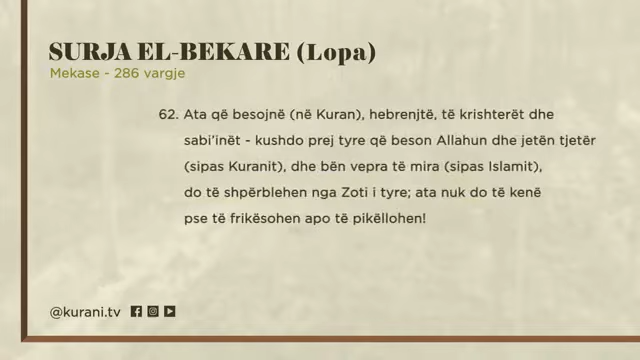 SURJA EL-BEKARE (Lopa)
Mekase - 286 vargje
62. Ata që besojnë (në Kuran), hebrenjtë, të krishterët dhe
sabi'inët - kushdo prej tyre që beson Allahun dhe jetën tjetër
(sipas Kuranit), dhe bën vepra të mira (sipas Islamit),
do të shpërblehen nga Zoti i tyre; ata nuk do të kenë
pse të frikësohen apo të pikëllohen!
@kurani.tv